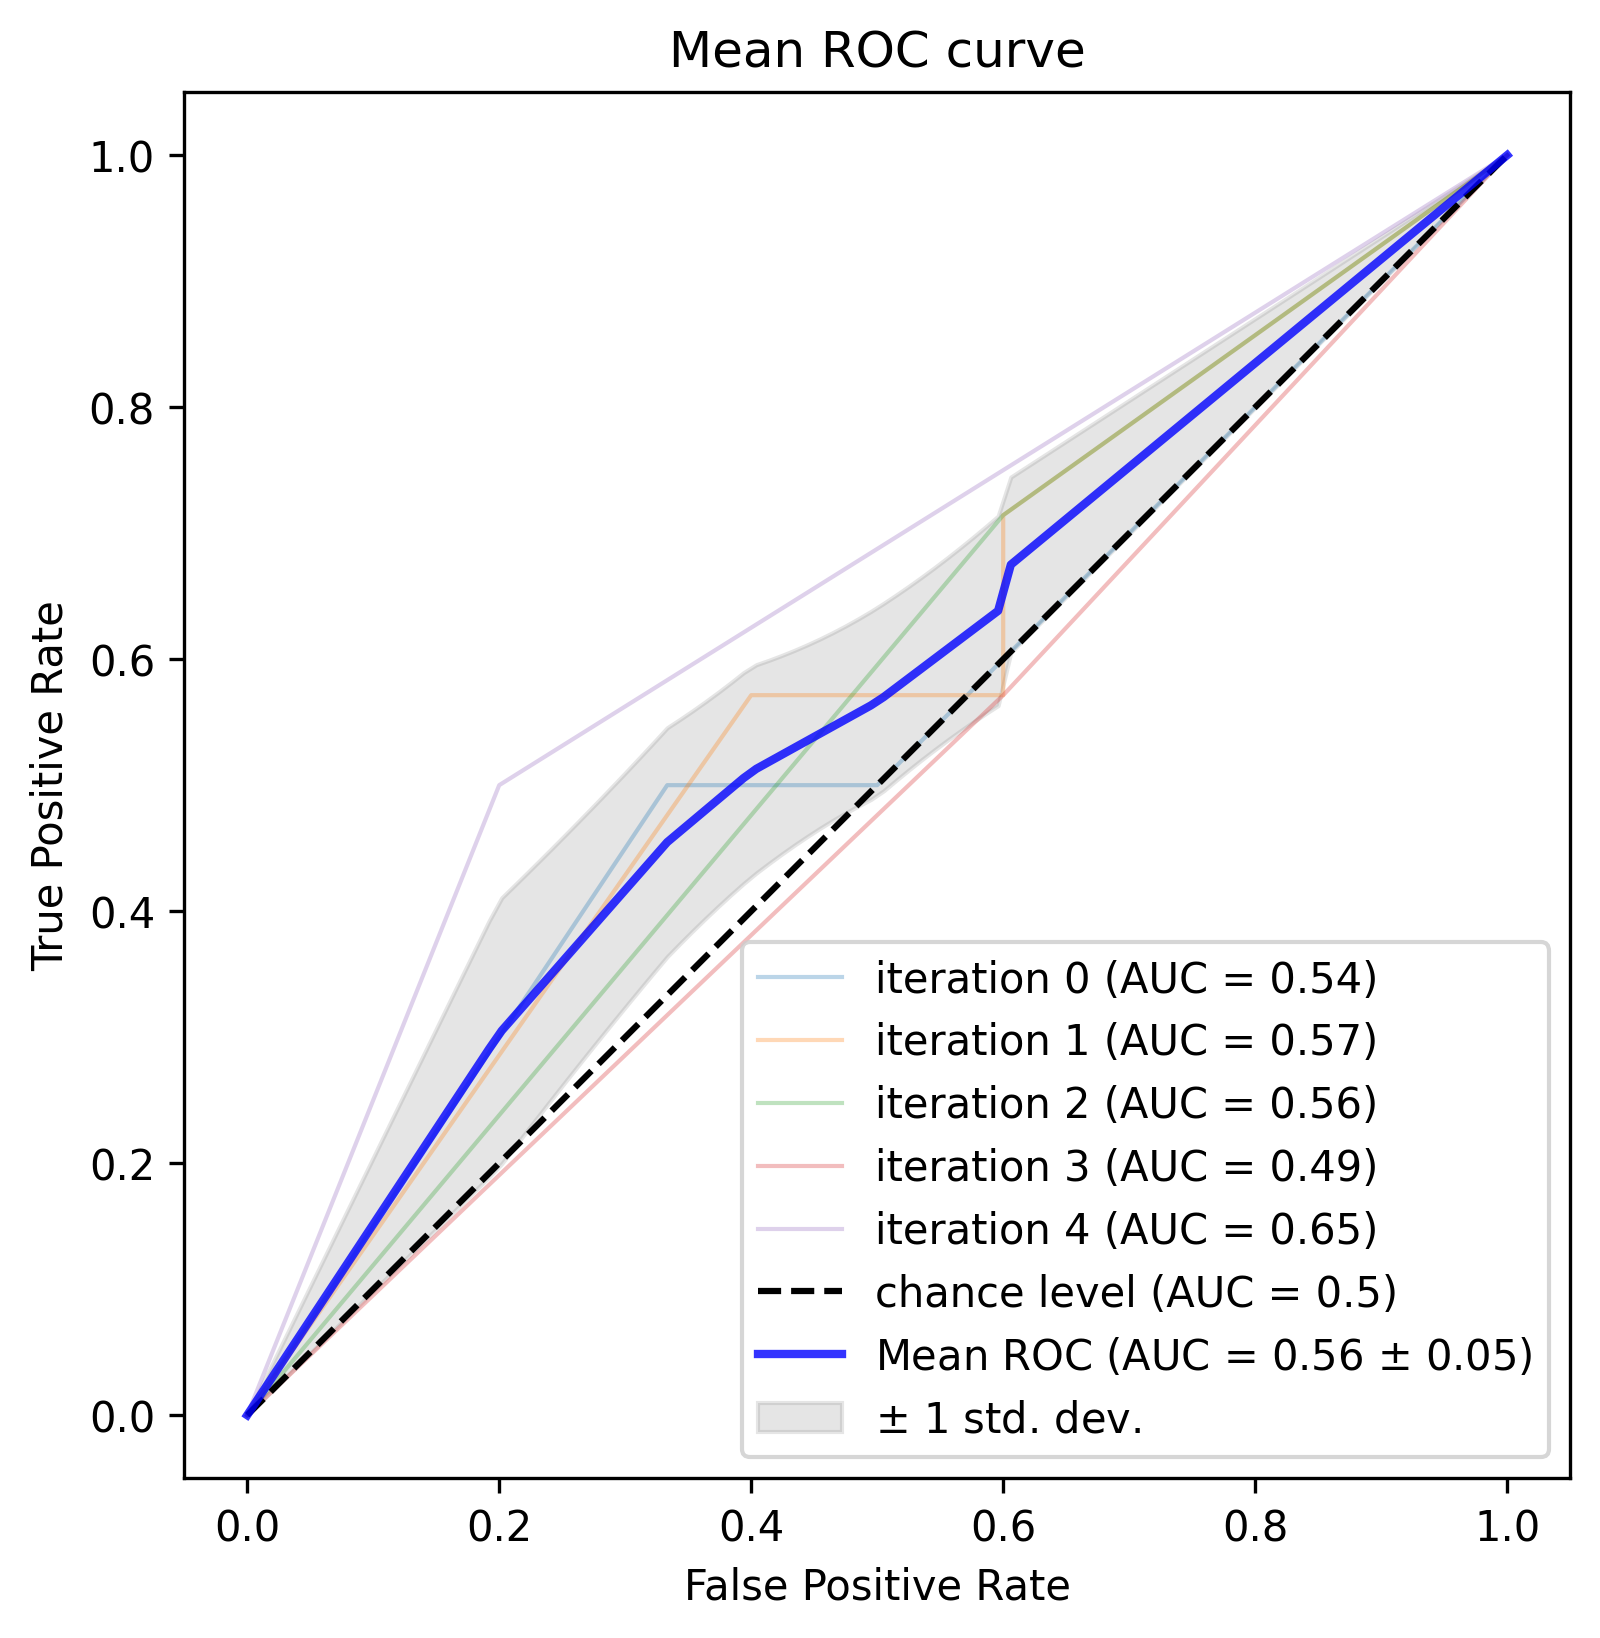 Mean ROC curve
1.0
0.8
0.6
0.4
0.2
0.0
True Positive Rate
iteration 0 (AUC = 0.54)
iteration 1 (AUC = 0.57)
iteration 2 (AUC = 0.56)
iteration 3 (AUC = 0.49)
iteration 4 (AUC = 0.65)
chance level (AUC = 0.5)
Mean ROC (AUC = 0.56 ± 0.05)
± 1 std. dev.
0.0 0.2 0.4 0.6 0.8 1.0
False Positive Rate